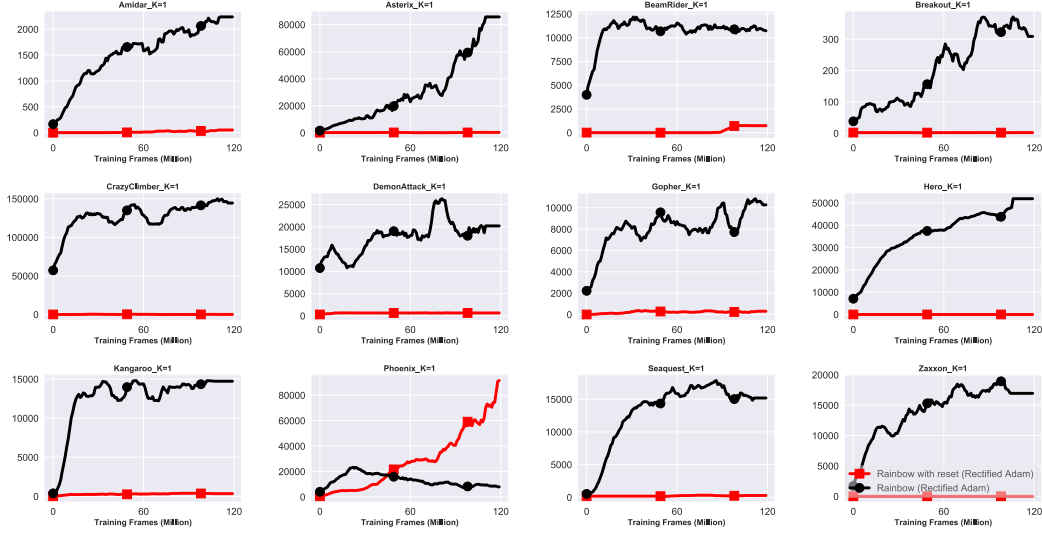 Amidar_K=1
Asterix_K=1
BeamRider_K=1
Breakout_K=1
2000
1500
1000
500
0
80000
60000
40000
20000
0
12500
10000
7500
5000
2500
0
300
200
100
0
0 60 120
0 60 120
0 60 120
0 60 120
Training Frames (Million)
Training Frames (Million)
Training Frames (Million)
Training Frames (Million)
CrazyClimber_K=1
DemonAttack_K=1
Gopher_K=1
Hero_K=1
150000
100000
50000
0
25000
20000
15000
10000
5000
0
10000
8000
6000
4000
2000
0
50000
40000
30000
20000
10000
0
0 60 120
0 60 120
0 60 120
0 60 120
Training Frames (Million)
Training Frames (Million)
Training Frames (Million)
Training Frames (Million)
Kangaroo_K=1
Phoenix_K=1
Seaquest_K=1
Zaxxon_K=1
15000
10000
5000
0
80000
60000
40000
20000
0
15000
10000
5000
0
20000
15000
10000
5000
0
Rainbow with reset (Rectified Adam)
Rainbow (Rectified Adam)
0 60 120
0 60 120
0 60 120
0 60 120
Training Frames (Million)
Training Frames (Million)
Training Frames (Million)
Training Frames (Million)